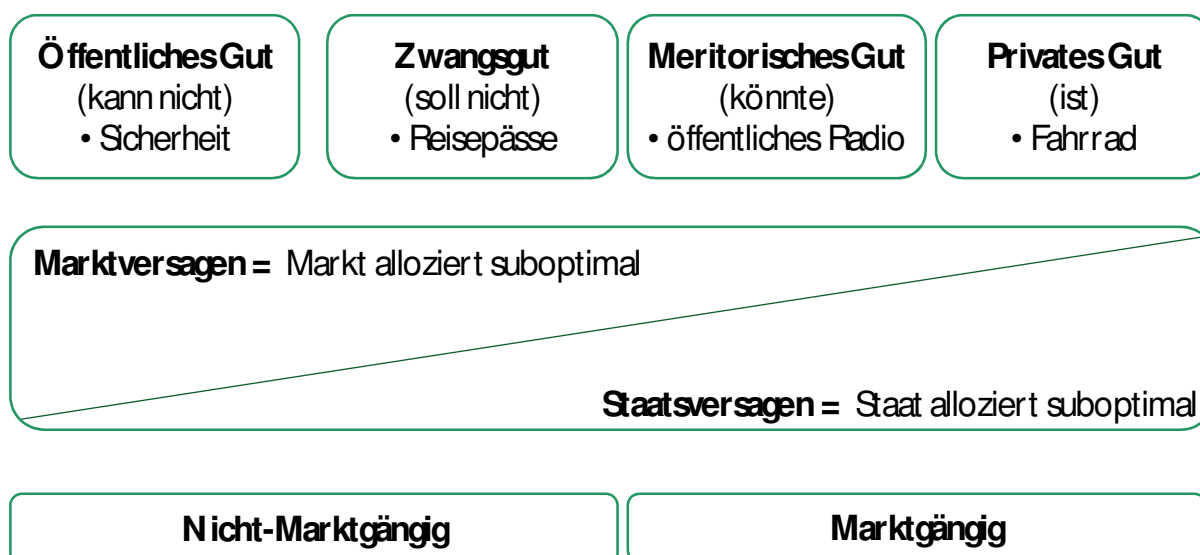 Öffentliches Gut
(kann nicht)
• Sicherheit
Zwangsgut
(soll nicht)
• Reisepässe
Meritorisches Gut
(könnte)
• öffentliches Radio
Privates Gut
(ist)
• Fahrrad
Marktversagen = Markt alloziert suboptimal
Staatsversagen = Staat alloziert suboptimal
Nicht-Marktgängig
Marktgängig